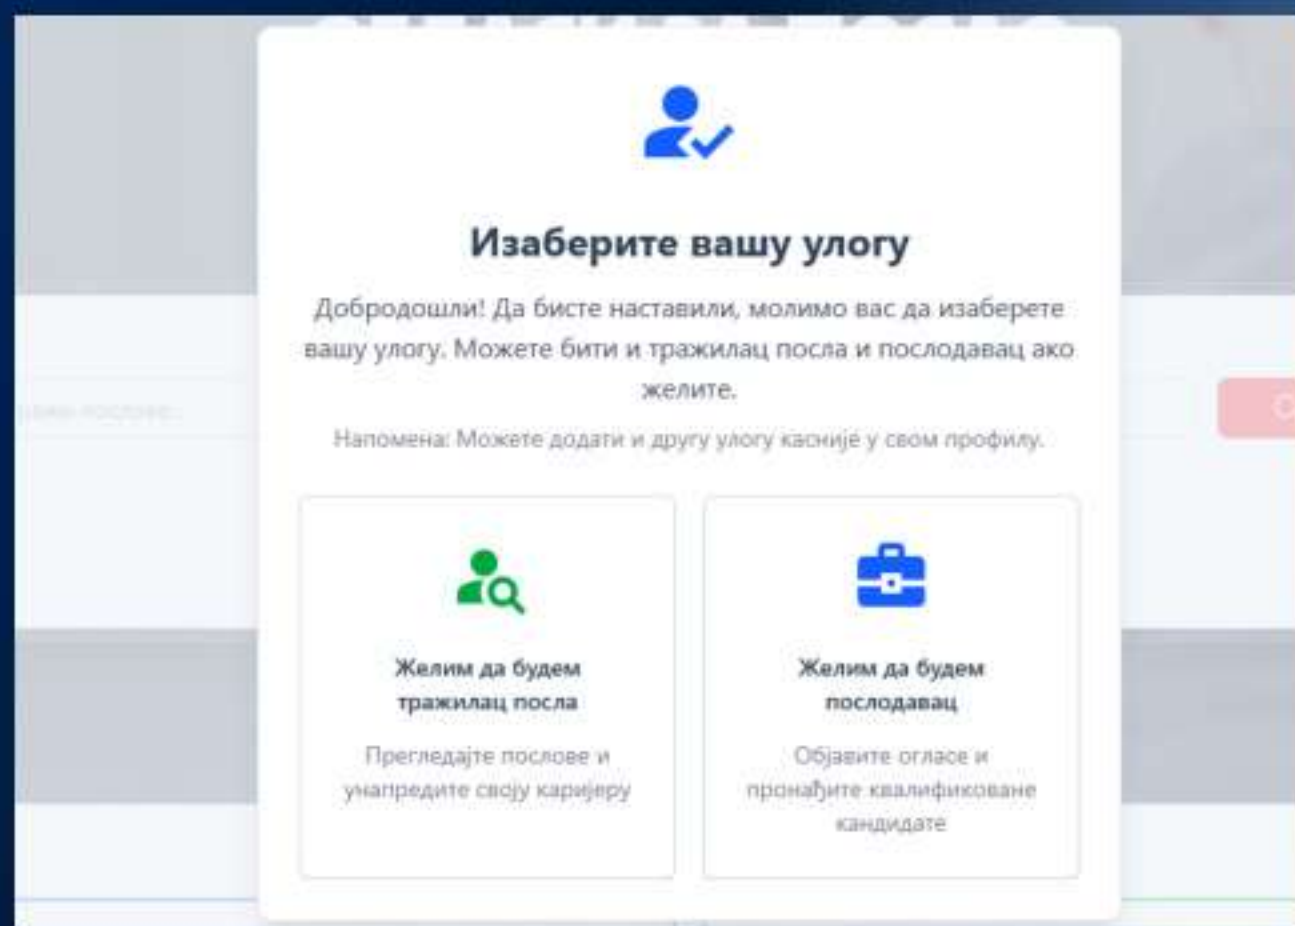 Изаберите вашу улогу
Добродошли! Да бисте наставили, молимо вас да изаберете
вашу улогу. Можете бити и тражилац посла и послодавац ако
желите.
Напомена: Можете додати и другу улогу касније у свом профилу.
Желим да будем
тражилац посла
Прегледајте послове и
унапредите своју каријеру
Желим да будем
послодавац
Објавите огласе и
пронађите квалификоване
кандидате